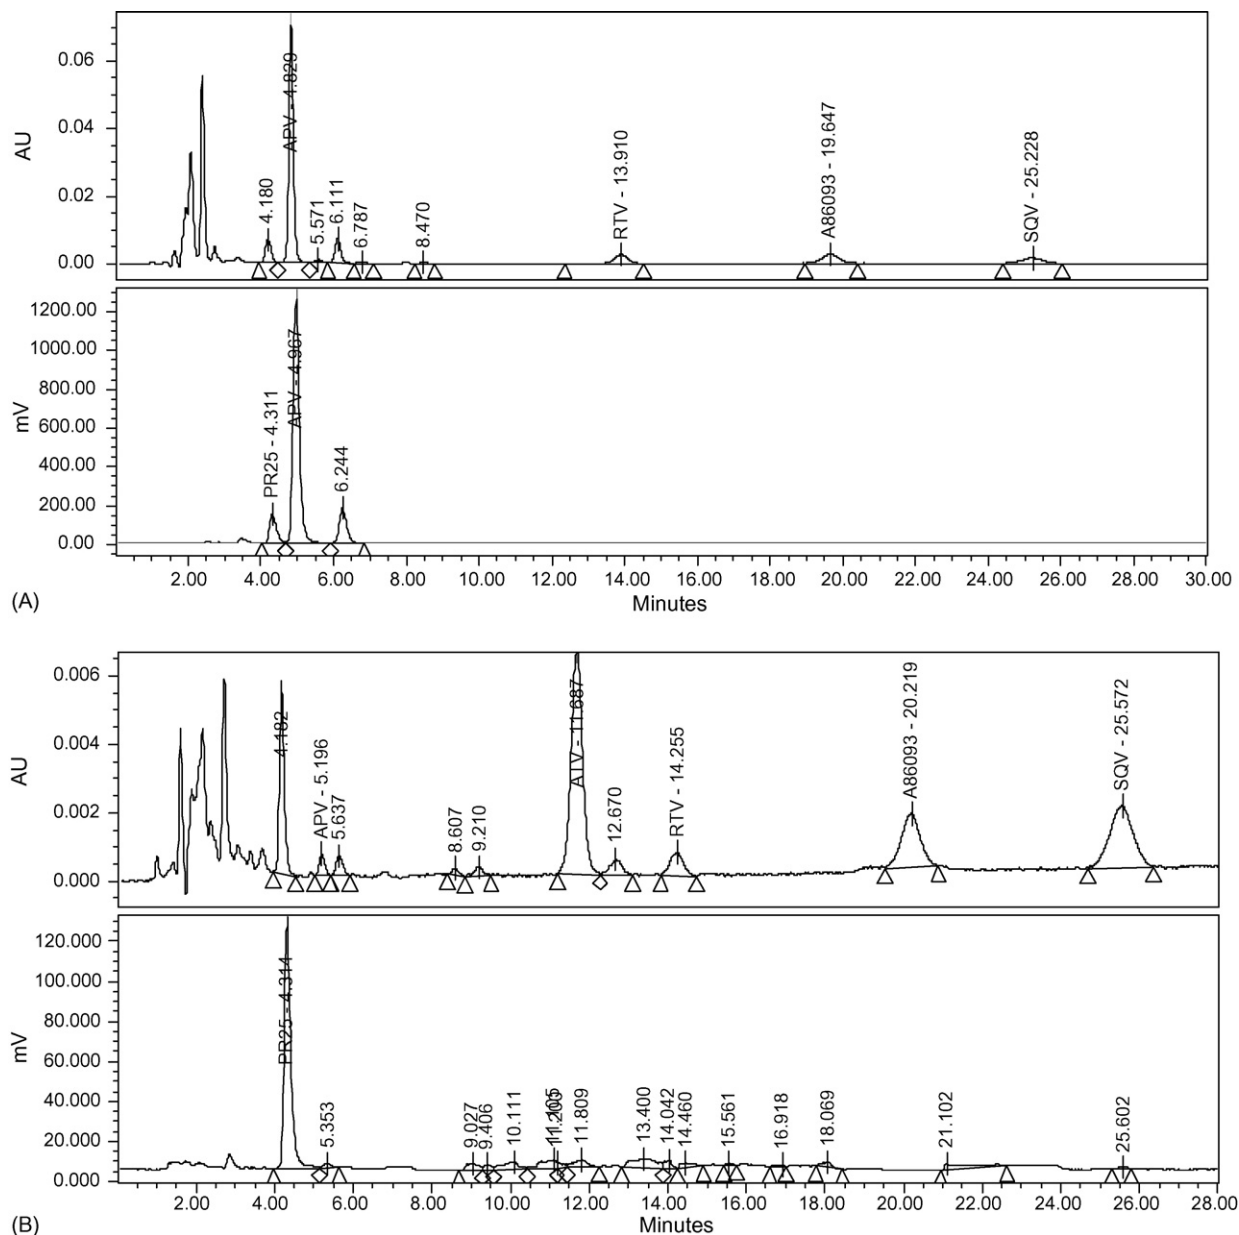 AU
0.06
0.04
0.02
0.00
4.180
APV - 4.829
5.571
6.111
6.787
8.470
RTV - 13.910
A86093 - 19.647
SQV - 25.228
mV
1200.00
1000.00
800.00
600.00
400.00
200.00
0.00
PR25 - 4.311
APV - 4.967
6.244
2.00 4.00 6.00 8.00 10.00 12.00 14.00 16.00 18.00 20.00 22.00 24.00 26.00 28.00 30.00
Minutes
(A)
AU
0.006
0.004
0.002
0.000
4.182
APV - 5.196
5.637
8.607
9.210
ATV - 11.687
12.670
RTV - 14.255
A86093 - 20.219
SQV - 25.572
mV
120.000
100.000
80.000
60.000
40.000
20.000
0.000
PR25 - 4.314
5.353
9.027
9.406
10.111
11.809
13.400
14.042
14.460
15.561
16.918
18.069
21.102
25.602
2.00 4.00 6.00 8.00 10.00 12.00 14.00 16.00 18.00 20.00 22.00 24.00 26.00 28.00
Minutes
(B)